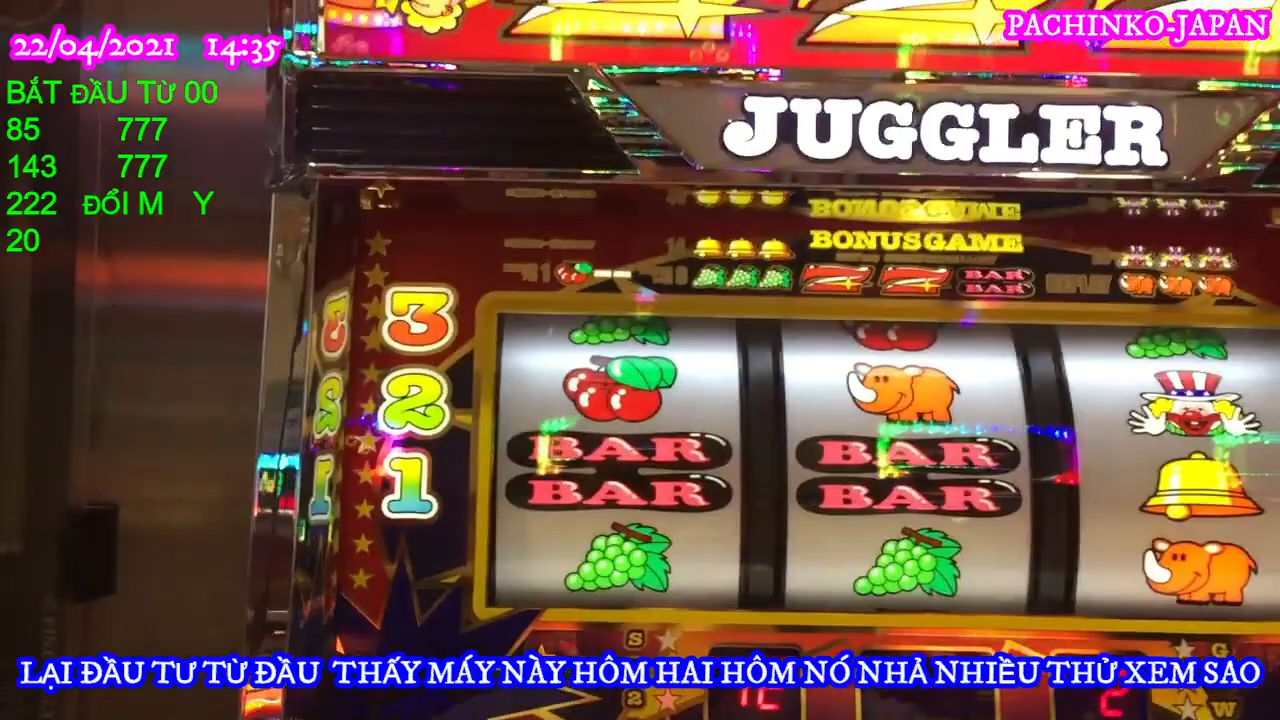 22/04/2021 14:35
PACHINKO-JAPAN
BẮT ĐẦU TỪ 00
85 777
143 777
222 ĐỔI M Y
20
JUGGLER
BONUS GAME
BONUS GAME
BAR
BAR
3
2
1
BAR BAR
BAR BAR
LẠI ĐẦU TƯ TỪ ĐẦU THẤY MÁY NÀY HÔM HAI HÔM NÓ NHẢ NHIỀU THỬ XEM SAO